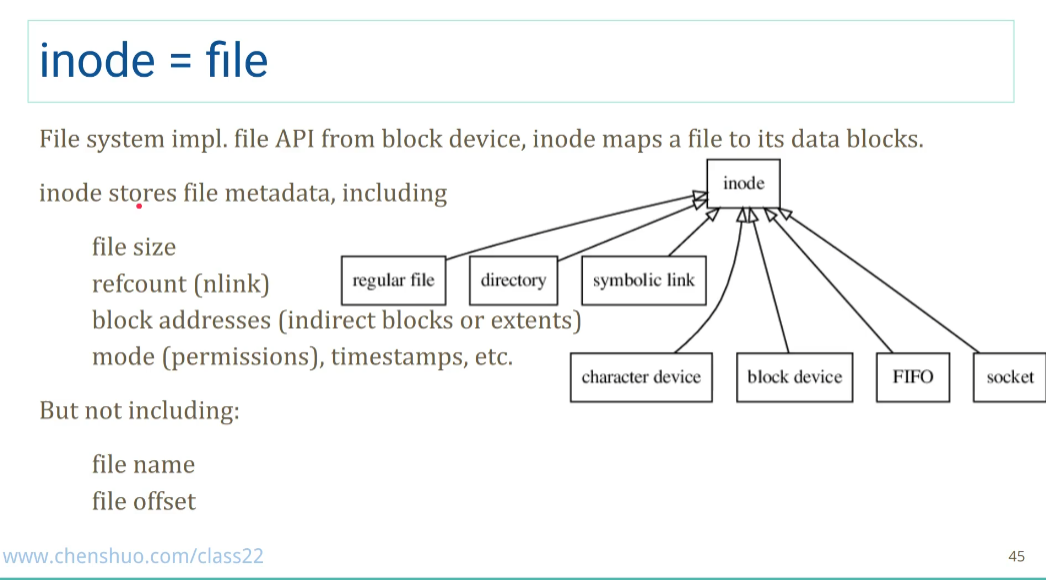 inode = file
File system impl. file API from block device, inode maps a file to its data blocks.
inode stores file metadata, including
file size
refcount (nlink)
block addresses (indirect blocks or extents)
mode (permissions), timestamps, etc.
But not including:
file name
file offset
inode
regular file
directory
symbolic link
character device
block device
FIFO
socket
www.chenshuo.com/class22
45